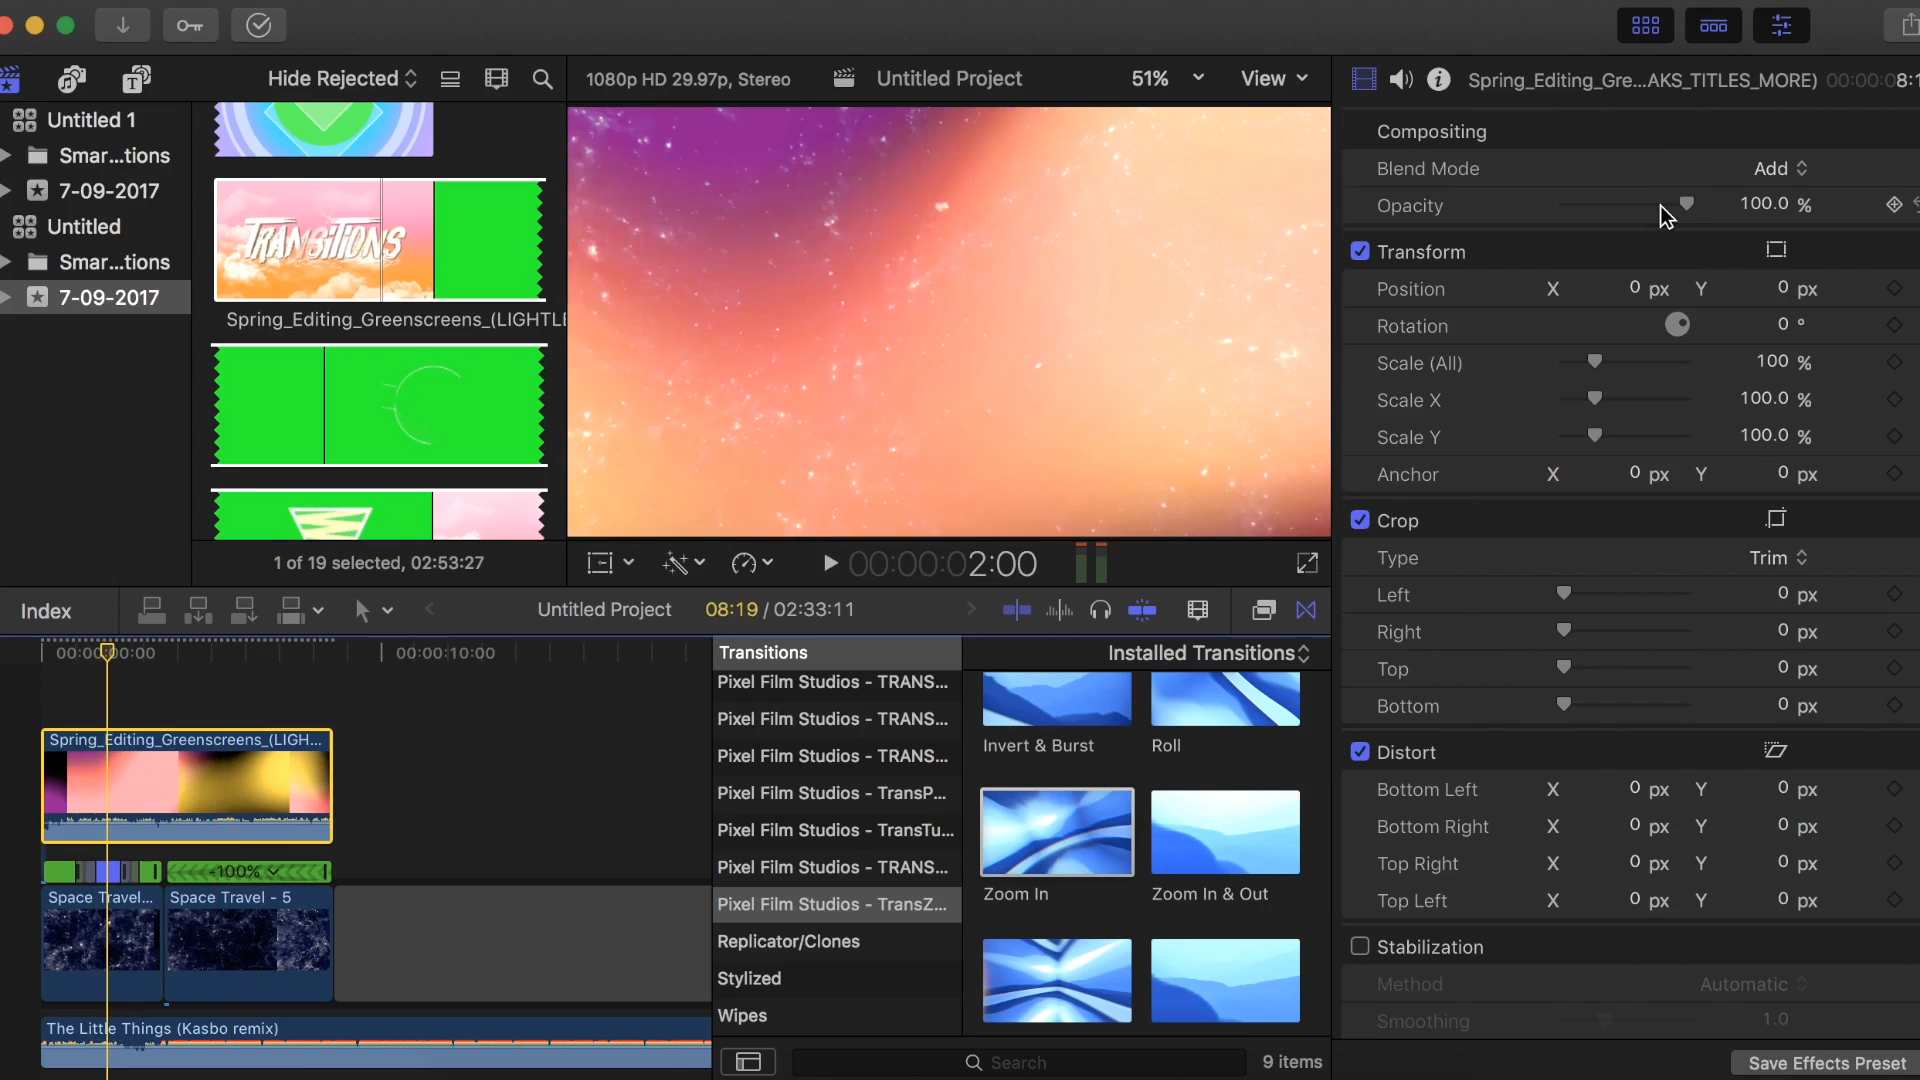 Hide Rejected
1080p HD 29.97p, Stereo
Untitled Project
51%
View
Spring_Editing_Gre...AKS_TITLES_MORE)
00:00:08:1
Untitled 1
Smar...tions
7-09-2017
Untitled
Smar...tions
7-09-2017
TRANSITIONS
Spring_Editing_Greenscreens_(LIGHTLE
1 of 19 selected, 02:53:27
00:00:02:00
Compositing
Blend Mode
Add
Opacity
100.0 %
Transform
Position X 0 px Y 0 px
Rotation 0 °
Scale (All) 100 %
Scale X 100.0 %
Scale Y 100.0 %
Anchor X 0 px Y 0 px
Crop
Type Trim
Left 0 px
Right 0 px
Top 0 px
Bottom 0 px
Distort
Bottom Left X 0 px Y 0 px
Bottom Right X 0 px Y 0 px
Top Right X 0 px Y 0 px
Top Left X 0 px Y 0 px
Stabilization
Method Automatic
Smoothing 1.0
Save Effects Preset
Index
Untitled Project
08:19 / 02:33:11
00:00:00:00
00:00:10:00
Spring_Editing_Greenscreens_(LIGH...
-100%
Space Travel...
Space Travel - 5
The Little Things (Kasbo remix)
Transitions
Pixel Film Studios - TRANS...
Pixel Film Studios - TRANS...
Pixel Film Studios - TRANS...
Pixel Film Studios - TransP...
Pixel Film Studios - TransTu...
Pixel Film Studios - TRANS...
Pixel Film Studios - TransZ...
Replicator/Clones
Stylized
Wipes
Installed Transitions
Invert & Burst
Roll
Zoom In
Zoom In & Out
Search
9 items